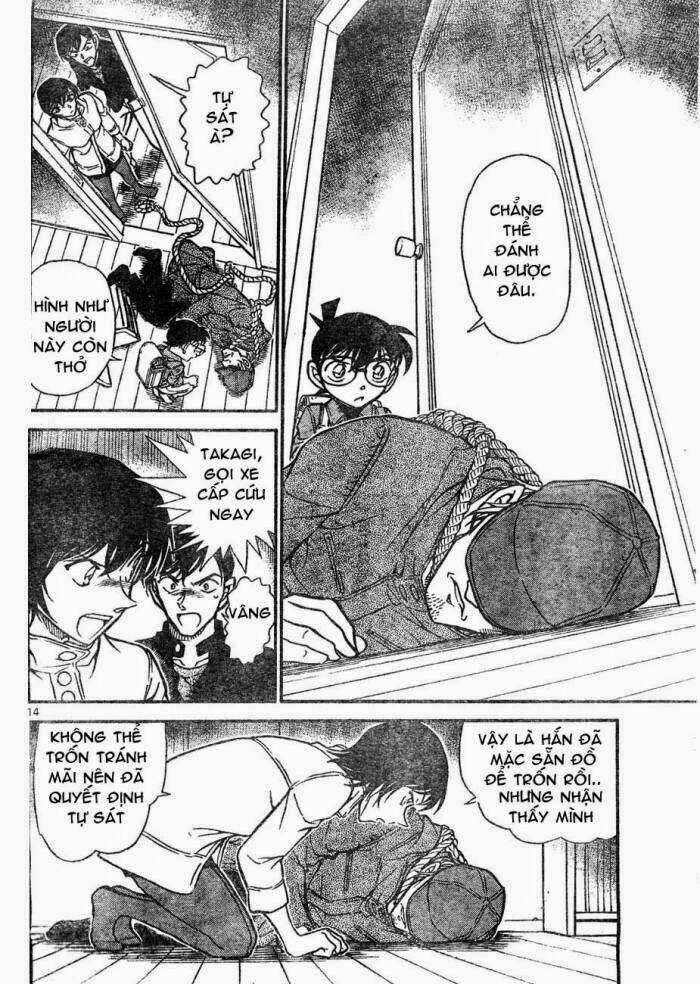 CHẲNG
THỂ
ĐÁNH
AI ĐƯỢC
ĐÂU.
TỰ
SÁT
À?
HÌNH NHƯ
NGƯỜI
NÀY CÒN
THỞ
TAKAGI,
GỌI XE
CẤP CỨU
NGAY
VÂNG
14
KHÔNG THỂ
TRỐN TRÁNH
MÃI NÊN ĐÃ
QUYẾT ĐỊNH
TỰ SÁT
VẬY LÀ HẮN ĐÃ
MẶC SẴN ĐỒ
ĐỂ TRỐN RỒI..
NHƯNG NHẬN
THẤY MÌNH